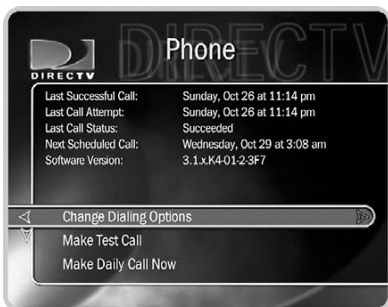 DIRECTV
Phone
DIRECTV
Last Successful Call: Sunday, Oct 26 at 11:14 pm
Last Call Attempt: Sunday, Oct 26 at 11:14 pm
Last Call Status: Succeeded
Next Scheduled Call: Wednesday, Oct 29 at 3:08 am
Software Version: 3.1.x.K4-01-2-3F7
Change Dialing Options
Make Test Call
Make Daily Call Now